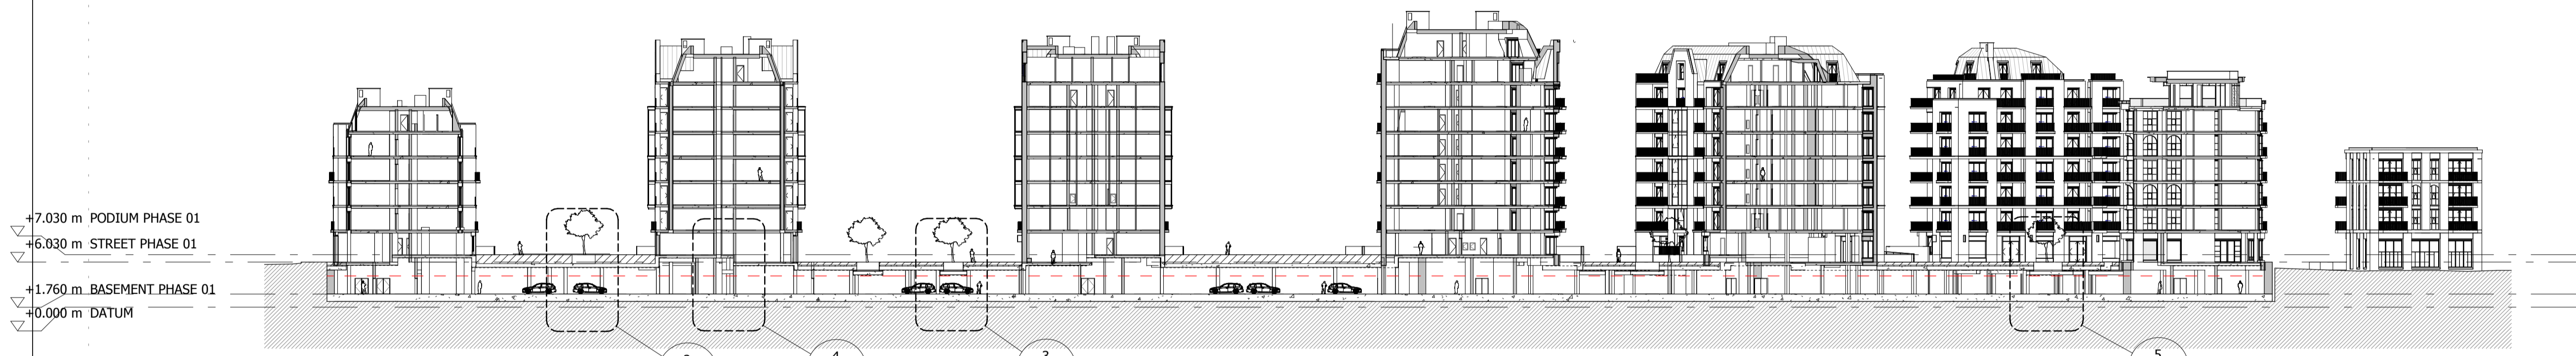 +7.030 m PODIUM PHASE 01
+6.030 m STREET PHASE 01
+1.760 m BASEMENT PHASE 01
+0.000 m DATUM
4
3
5